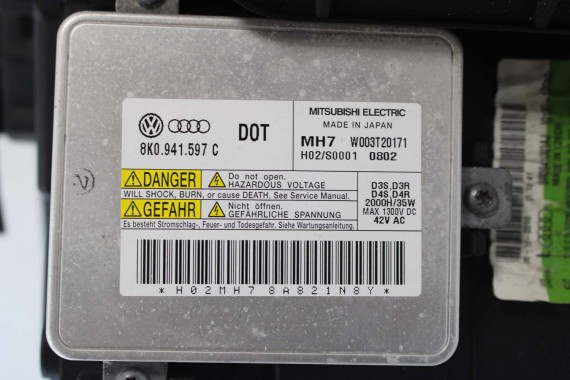 8K0.941.597 C
DOT
MITSUBISHI ELECTRIC
MADE IN JAPAN
MH7 W003T20171
H02/S0001 0802
DANGER Do not open.
HAZARDOUS VOLTAGE
WILL SHOCK, BURN, or cause DEATH. See Service Manual.
GEFAHR Nicht öffnen.
GEFÄHRLICHE SPANNUNG
Es besteht Stromschlag-, Feuer- und Todesgefahr. Siehe Wartungsanleitung.
D3S,D3R
D4S,D4R
2000H/35W
MAX 1300V DC
42V AC
*H02MH78A821N8Y*